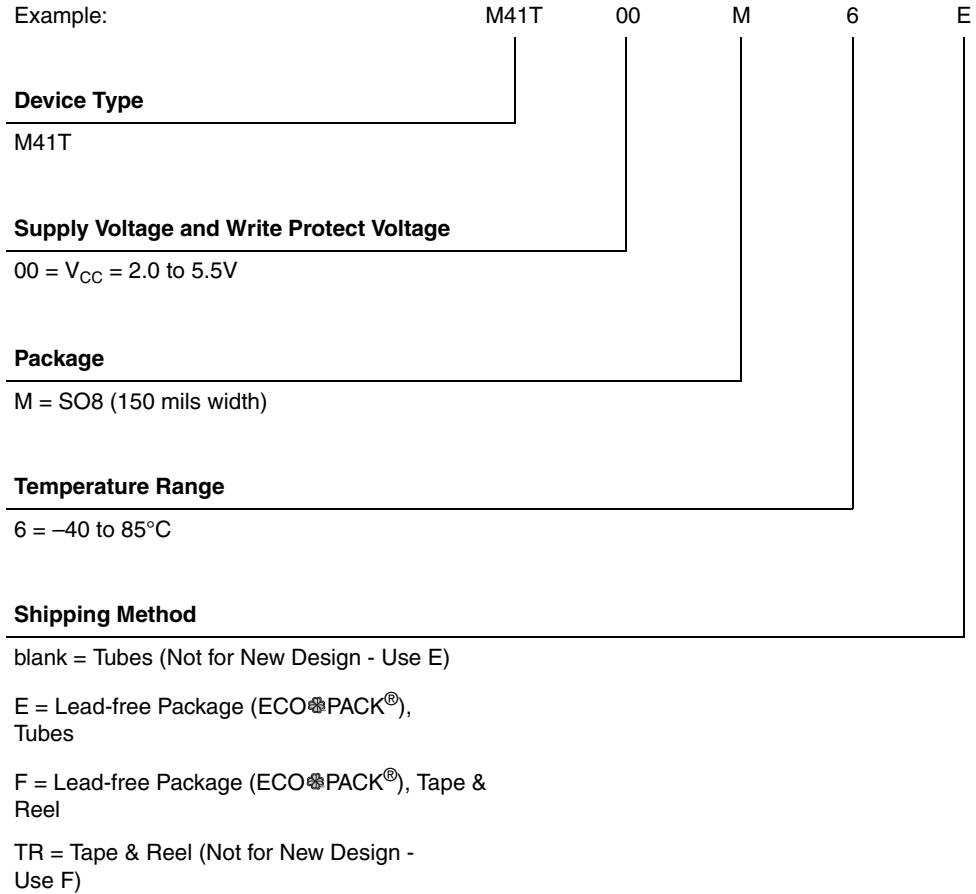 Example: M41T 00 M 6 E
Device Type
M41T
Supply Voltage and Write Protect Voltage
00 = VCC = 2.0 to 5.5V
Package
M = SO8 (150 mils width)
Temperature Range
6 = –40 to 85°C
Shipping Method
blank = Tubes (Not for New Design - Use E)
E = Lead-free Package (ECO❀PACK®),
Tubes
F = Lead-free Package (ECO❀PACK®), Tape &
Reel
TR = Tape & Reel (Not for New Design -
Use F)